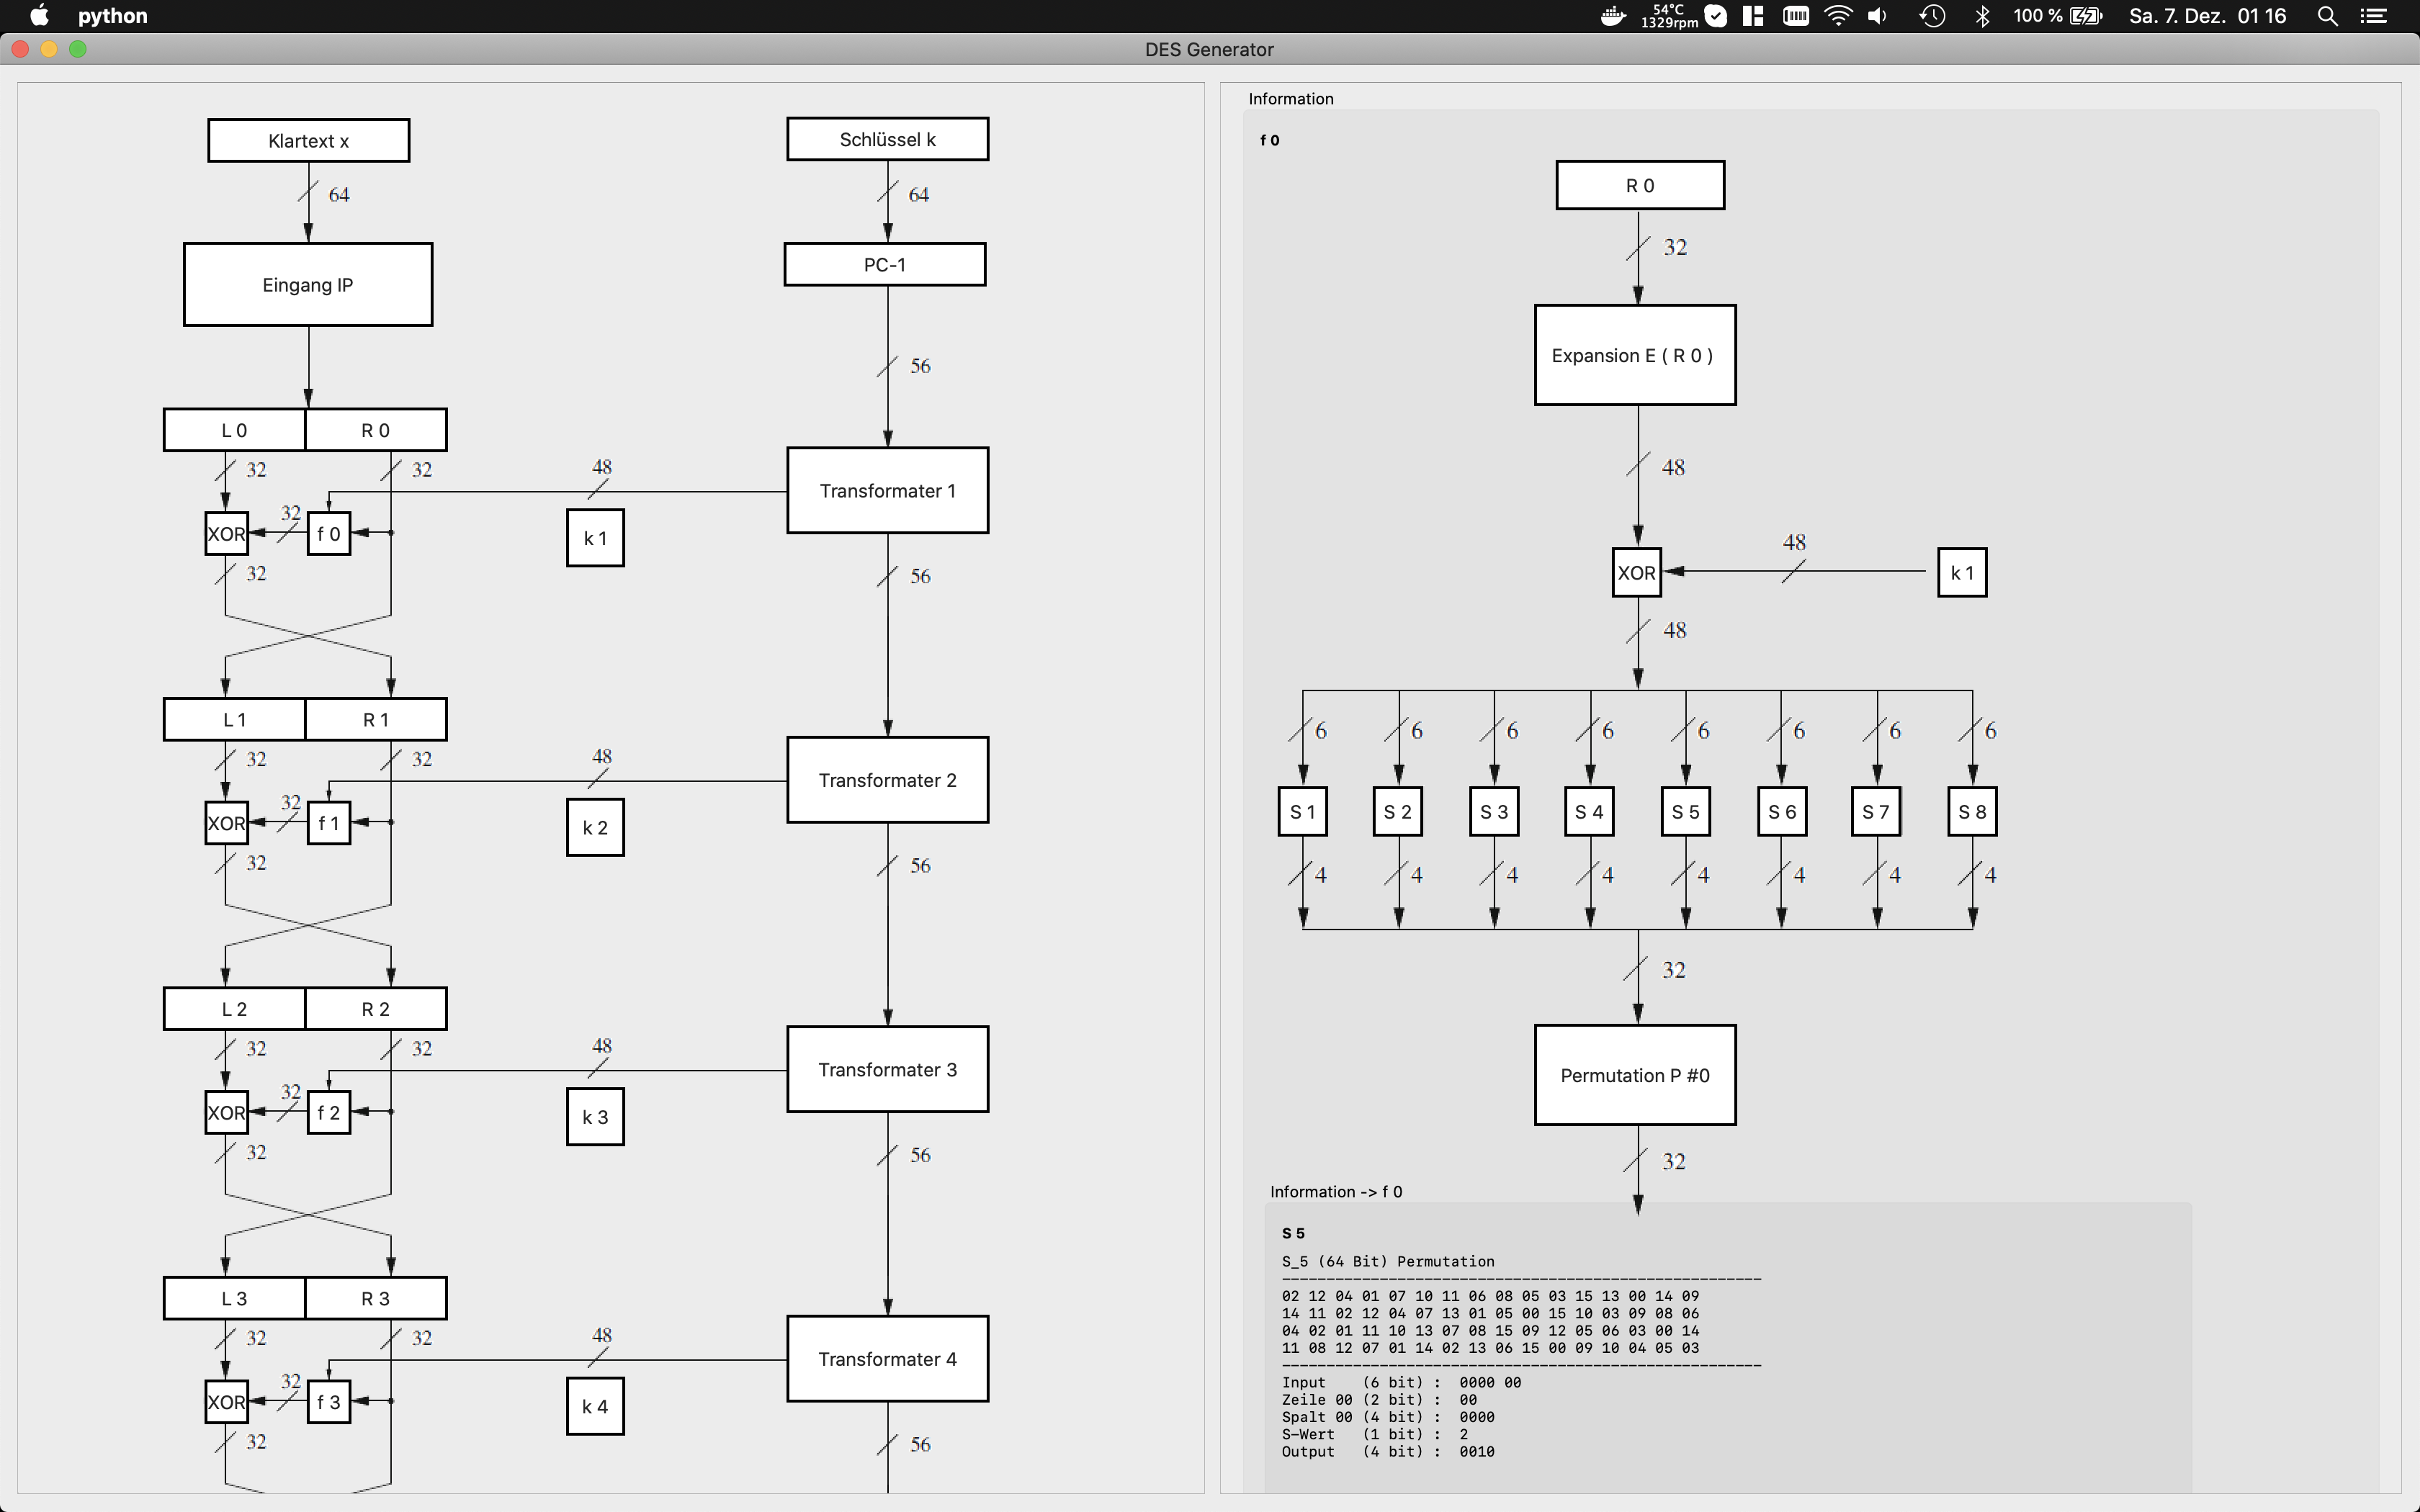 python
54°C
1329rpm
100 %
Sa. 7. Dez. 01 16
DES Generator
Klartext x
Schlüssel k
64
64
Eingang IP
PC-1
56
L 0 R 0
32 32
48
Transformater 1
XOR 32 f 0
k 1
32
56
L 1 R 1
32 32
48
Transformater 2
XOR 32 f 1
k 2
32
56
L 2 R 2
32 32
48
Transformater 3
XOR 32 f 2
k 3
32
56
L 3 R 3
32 32
48
Transformater 4
XOR 32 f 3
k 4
32
56
Information
f 0
R 0
32
Expansion E ( R 0 )
48
48
XOR k 1
48
6 6 6 6 6 6 6 6
S 1 S 2 S 3 S 4 S 5 S 6 S 7 S 8
4 4 4 4 4 4 4 4
32
Permutation P #0
32
Information -> f 0
S 5
S_5 (64 Bit) Permutation
------------------------------------------------------
02 12 04 01 07 10 11 06 08 05 03 15 13 00 14 09
14 11 02 12 04 07 13 01 05 00 15 10 03 09 08 06
04 02 01 11 10 13 07 08 15 09 12 05 06 03 00 14
11 08 12 07 01 14 02 13 06 15 00 09 10 04 05 03
------------------------------------------------------
Input (6 bit) : 0000 00
Zeile 00 (2 bit) : 00
Spalt 00 (4 bit) : 0000
S-Wert (1 bit) : 2
Output (4 bit) : 0010